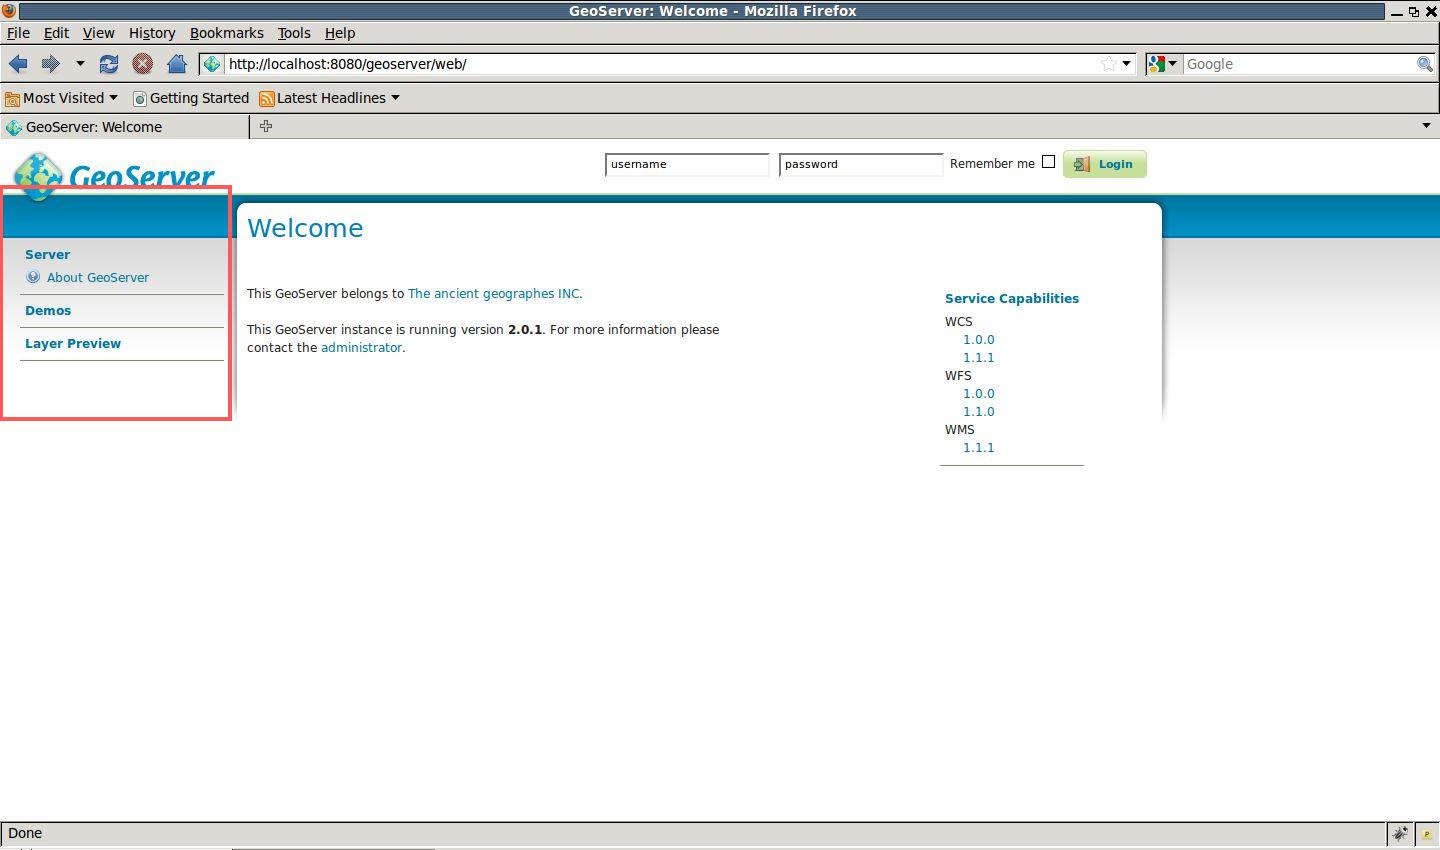 GeoServer: Welcome - Mozilla Firefox
File Edit View History Bookmarks Tools Help
http://localhost:8080/geoserver/web/ Google
Most Visited Getting Started Latest Headlines
GeoServer: Welcome
GeoServer username password Remember me Login
Welcome
Server
About GeoServer
Demos
Layer Preview
This GeoServer belongs to The ancient geographes INC.
This GeoServer instance is running version 2.0.1. For more information please
contact the administrator.
Service Capabilities
WCS
1.0.0
1.1.1
WFS
1.0.0
1.1.0
WMS
1.1.1
Done